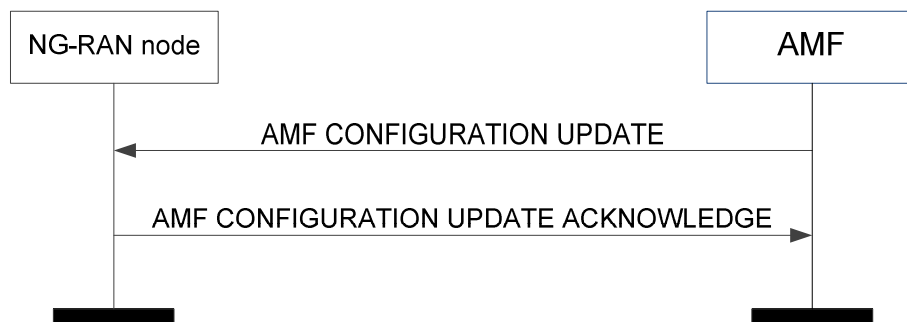 NG-RAN node
AMF
AMF CONFIGURATION UPDATE
AMF CONFIGURATION UPDATE ACKNOWLEDGE